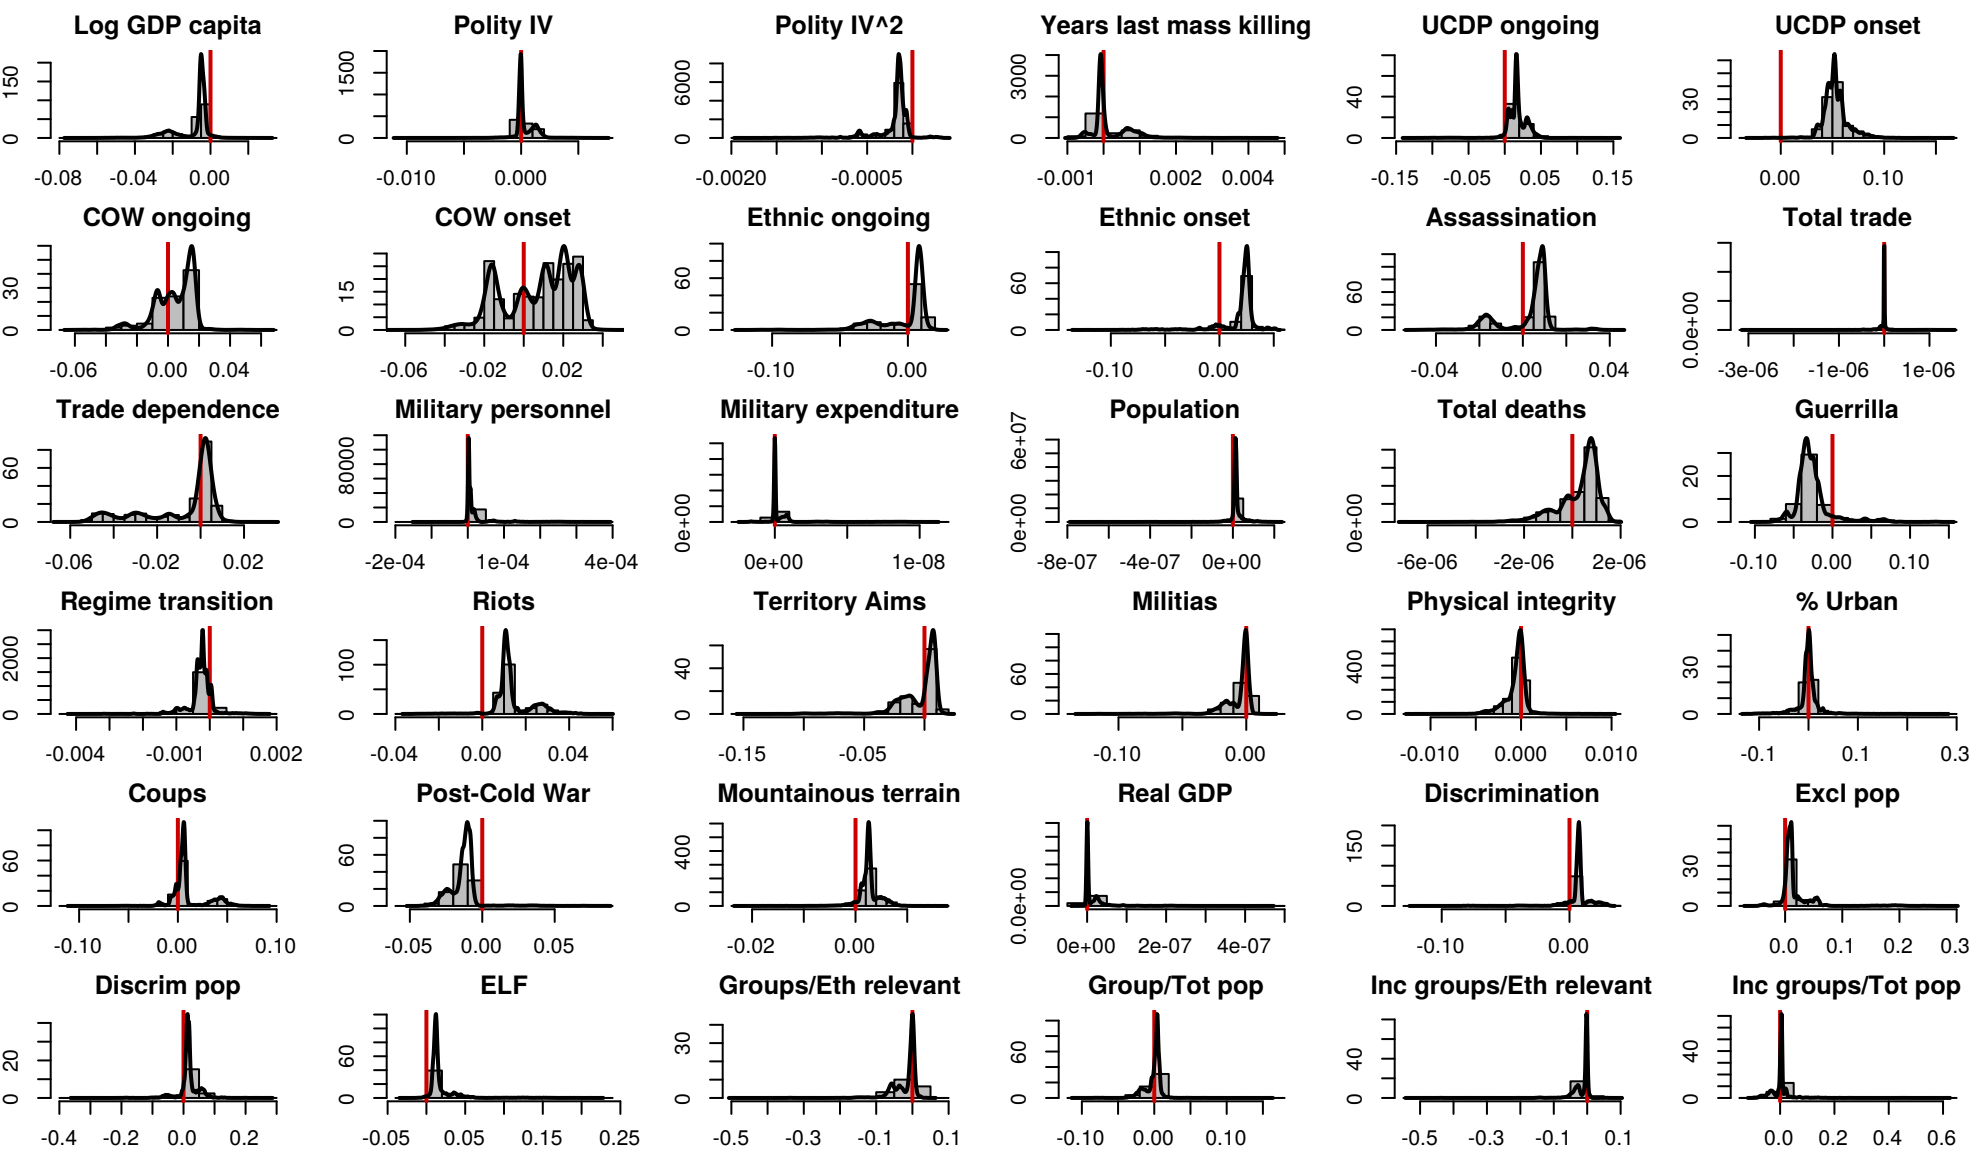 Log GDP capita Polity IV Polity IV^2 Years last mass killing UCDP ongoing UCDP onset
0 150 0 1500 0 6000 0 3000 0 40 0 30
-0.08 -0.04 0.00 -0.010 0.000 -0.0020 -0.0005 -0.001 0.002 0.004 -0.15 -0.05 0.05 0.15 0.00 0.10
COW ongoing COW onset Ethnic ongoing Ethnic onset Assassination Total trade
0 30 0 15 0 60 0 60 0 60 0.0e+00
-0.06 0.00 0.04 -0.06 -0.02 0.02 -0.10 0.00 -0.10 0.00 -0.04 0.00 0.04 -3e-06 -1e-06 1e-06
Trade dependence Military personnel Military expenditure Population Total deaths Guerrilla
0 60 0 80000 0e+00 0e+00 6e+07 0e+00 0 20
-0.06 -0.02 0.02 -2e-04 1e-04 4e-04 0e+00 1e-08 -8e-07 -4e-07 0e+00 -6e-06 -2e-06 2e-06 -0.10 0.00 0.10
Regime transition Riots Territory Aims Militias Physical integrity % Urban
0 2000 0 100 0 40 0 60 0 400 0 30
-0.004 -0.001 0.002 -0.04 0.00 0.04 -0.15 -0.05 -0.10 0.00 -0.010 0.000 0.010 -0.1 0.1 0.3
Coups Post-Cold War Mountainous terrain Real GDP Discrimination Excl pop
0 60 0 60 0 400 0.0e+00 0 150 0 30
-0.10 0.00 0.10 -0.05 0.00 0.05 -0.02 0.00 0e+00 2e-07 4e-07 -0.10 0.00 0.0 0.1 0.2 0.3
Discrim pop ELF Groups/Eth relevant Group/Tot pop Inc groups/Eth relevant Inc groups/Tot pop
0 20 0 60 0 30 0 60 0 40 0 40
-0.4 -0.2 0.0 0.2 -0.05 0.05 0.15 0.25 -0.5 -0.3 -0.1 0.1 -0.10 0.00 0.10 -0.5 -0.3 -0.1 0.1 0.0 0.2 0.4 0.6